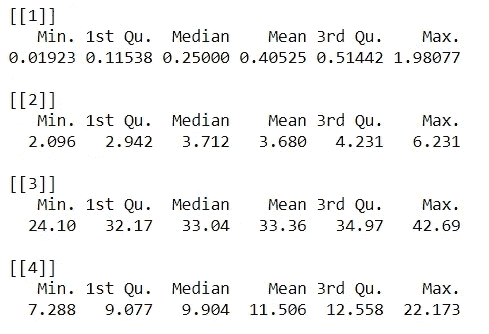 [[1]]
Min. 1st Qu. Median Mean 3rd Qu. Max.
0.01923 0.11538 0.25000 0.40525 0.51442 1.98077
[[2]]
Min. 1st Qu. Median Mean 3rd Qu. Max.
2.096 2.942 3.712 3.680 4.231 6.231
[[3]]
Min. 1st Qu. Median Mean 3rd Qu. Max.
24.10 32.17 33.04 33.36 34.97 42.69
[[4]]
Min. 1st Qu. Median Mean 3rd Qu. Max.
7.288 9.077 9.904 11.506 12.558 22.173